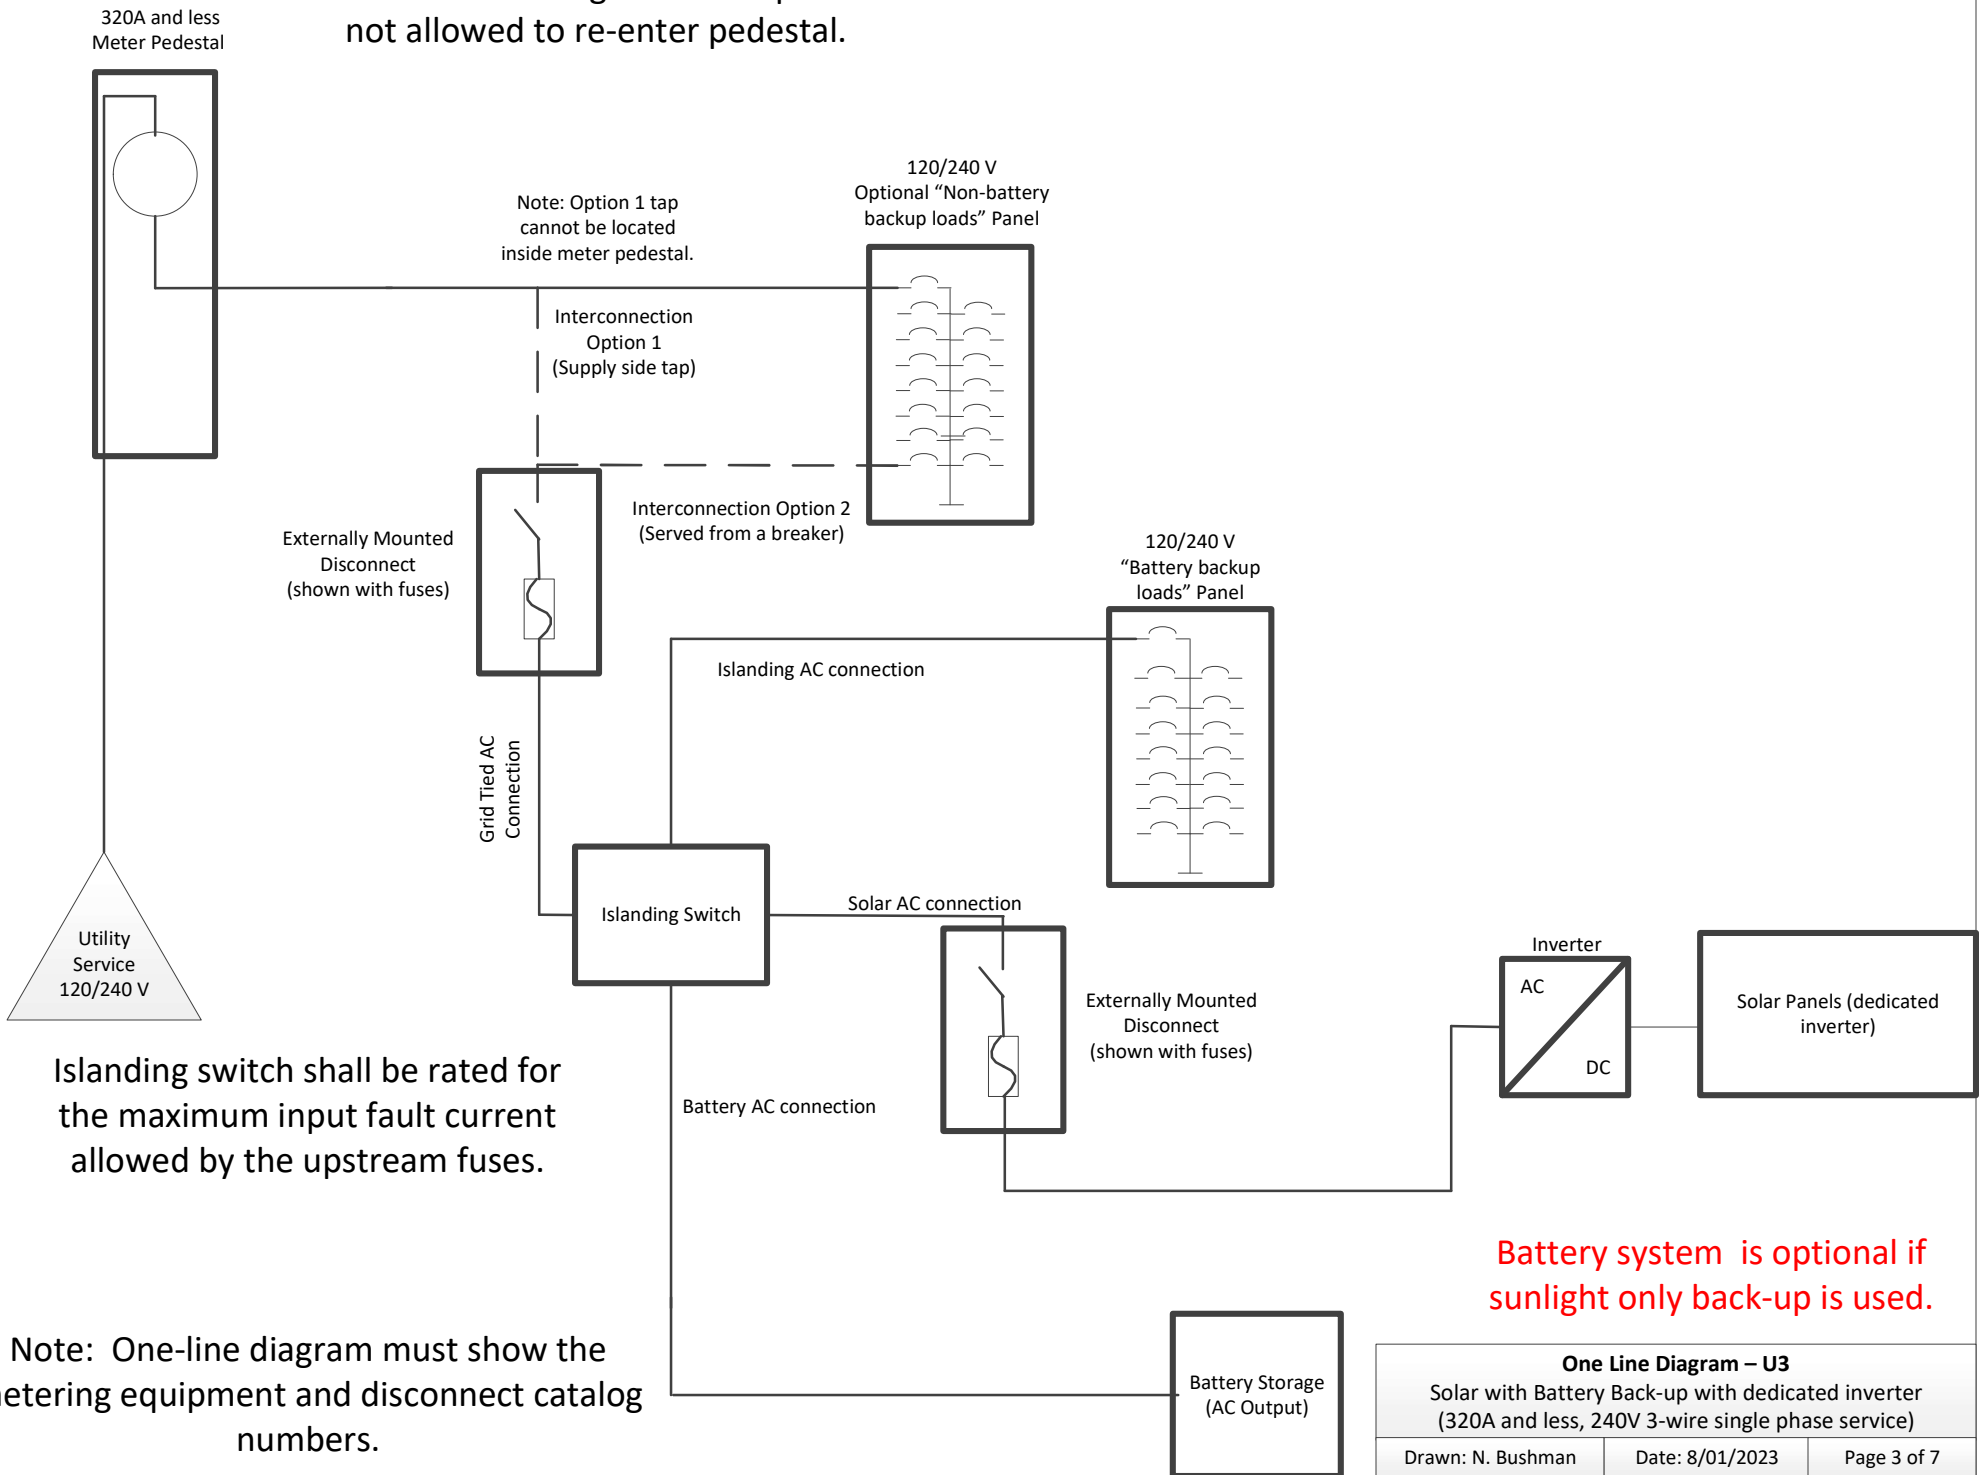 320A and less
Meter Pedestal
not allowed to re-enter pedestal.
Note: Option 1 tap
cannot be located
inside meter pedestal.
120/240 V
Optional “Non-battery
backup loads” Panel
Interconnection
Option 1
(Supply side tap)
Interconnection Option 2
(Served from a breaker)
Externally Mounted
Disconnect
(shown with fuses)
120/240 V
“Battery backup
loads” Panel
Islanding AC connection
Grid Tied AC
Connection
Islanding Switch
Solar AC connection
Utility
Service
120/240 V
Externally Mounted
Disconnect
(shown with fuses)
Inverter
AC
DC
Solar Panels (dedicated
inverter)
Islanding switch shall be rated for
the maximum input fault current
allowed by the upstream fuses.
Battery AC connection
Battery system is optional if
sunlight only back-up is used.
Note: One-line diagram must show the
etering equipment and disconnect catalog
numbers.
Battery Storage
(AC Output)
One Line Diagram – U3
Solar with Battery Back-up with dedicated inverter
(320A and less, 240V 3-wire single phase service)
Drawn: N. Bushman
Date: 8/01/2023
Page 3 of 7